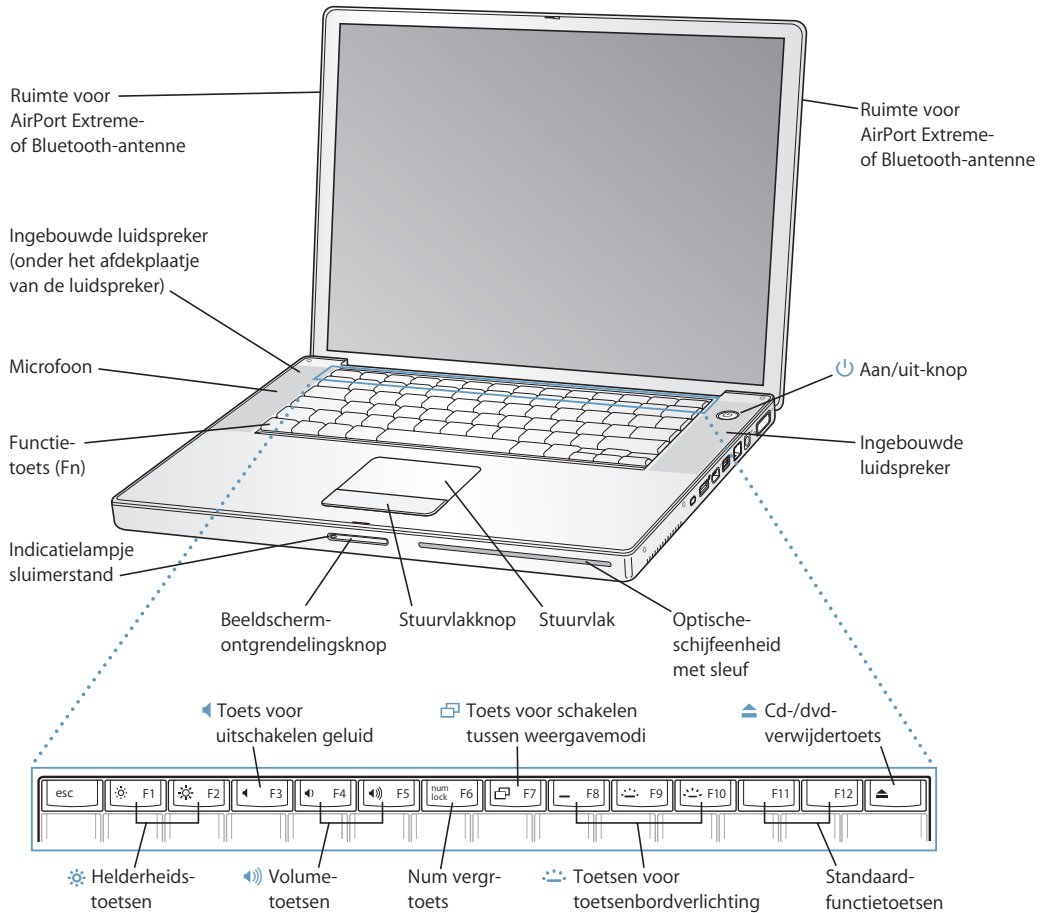 Ruimte voor
AirPort Extreme-
of Bluetooth-antenne
Ruimte voor
AirPort Extreme-
of Bluetooth-antenne
Ingebouwde luidspreker
(onder het afdekplaatje
van de luidspreker)
Microfoon
Aan/uit-knop
Functie-
toets (Fn)
Ingebouwde
luidspreker
Indicatielampje
sluimerstand
Beeldscherm-
ontgrendelingsknop
Stuurvlakknop
Stuurvlak
Optische-
schijfeenheid
met sleuf
Toets voor
uitschakelen geluid
Toets voor schakelen
tussen weergavemodi
Cd-/dvd-
verwijdertoets
esc
F1
F2
F3
F4
F5
num
lock
F6
F7
F8
F9
F10
F11
F12
Helderheids-
toetsen
Volume-
toetsen
Num vergr-
toets
Toetsen voor
toetsenbordverlichting
Standaard-
functietoetsen